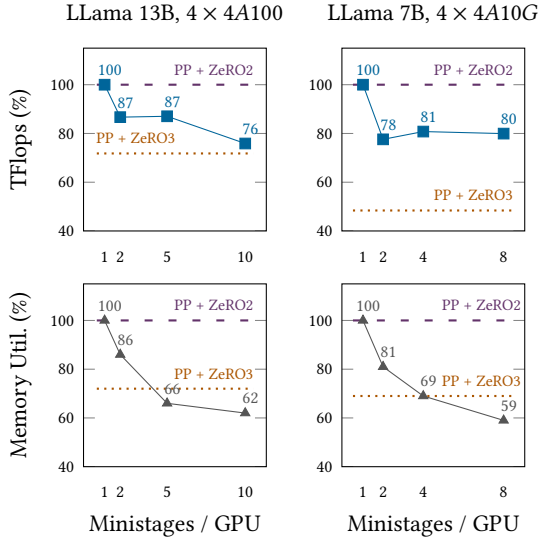 LLama 13B, 4 × 4A100
LLama 7B, 4 × 4A10G
TFlops (%)
100
80
60
40
100
87
87
76
PP + ZeRO2
PP + ZeRO3
1 2 5 10
100
80
60
40
100
78
81
80
PP + ZeRO2
PP + ZeRO3
1 2 4 8
Memory Util. (%)
100
80
60
40
100
86
66
62
PP + ZeRO2
PP + ZeRO3
1 2 5 10
Ministages / GPU
100
80
60
40
100
81
69
59
PP + ZeRO2
PP + ZeRO3
1 2 4 8
Ministages / GPU